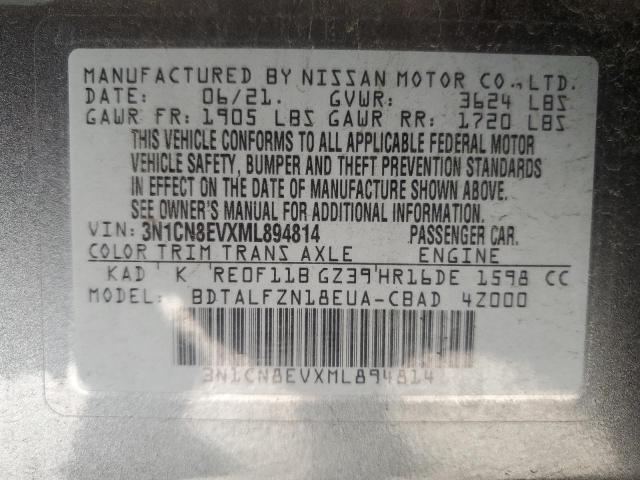 MANUFACTURED BY NISSAN MOTOR CO.,LTD.
DATE: 06/21. GVWR: 3624 LBS
GAWR FR: 1905 LBS GAWR RR: 1720 LBS
THIS VEHICLE CONFORMS TO ALL APPLICABLE FEDERAL MOTOR
VEHICLE SAFETY, BUMPER AND THEFT PREVENTION STANDARDS
IN EFFECT ON THE DATE OF MANUFACTURE SHOWN ABOVE.
SEE OWNER'S MANUAL FOR ADDITIONAL INFORMATION
VIN: 3N1CN8EVXML894814 PASSENGER CAR.
COLOR TRIM TRANS AXLE ENGINE
KAD K RE0F11B GZ39 HR16DE 1598 CC
MODEL: BDTALFZN18EUA-CBAD 4Z000
3N1CN8EVXML894814